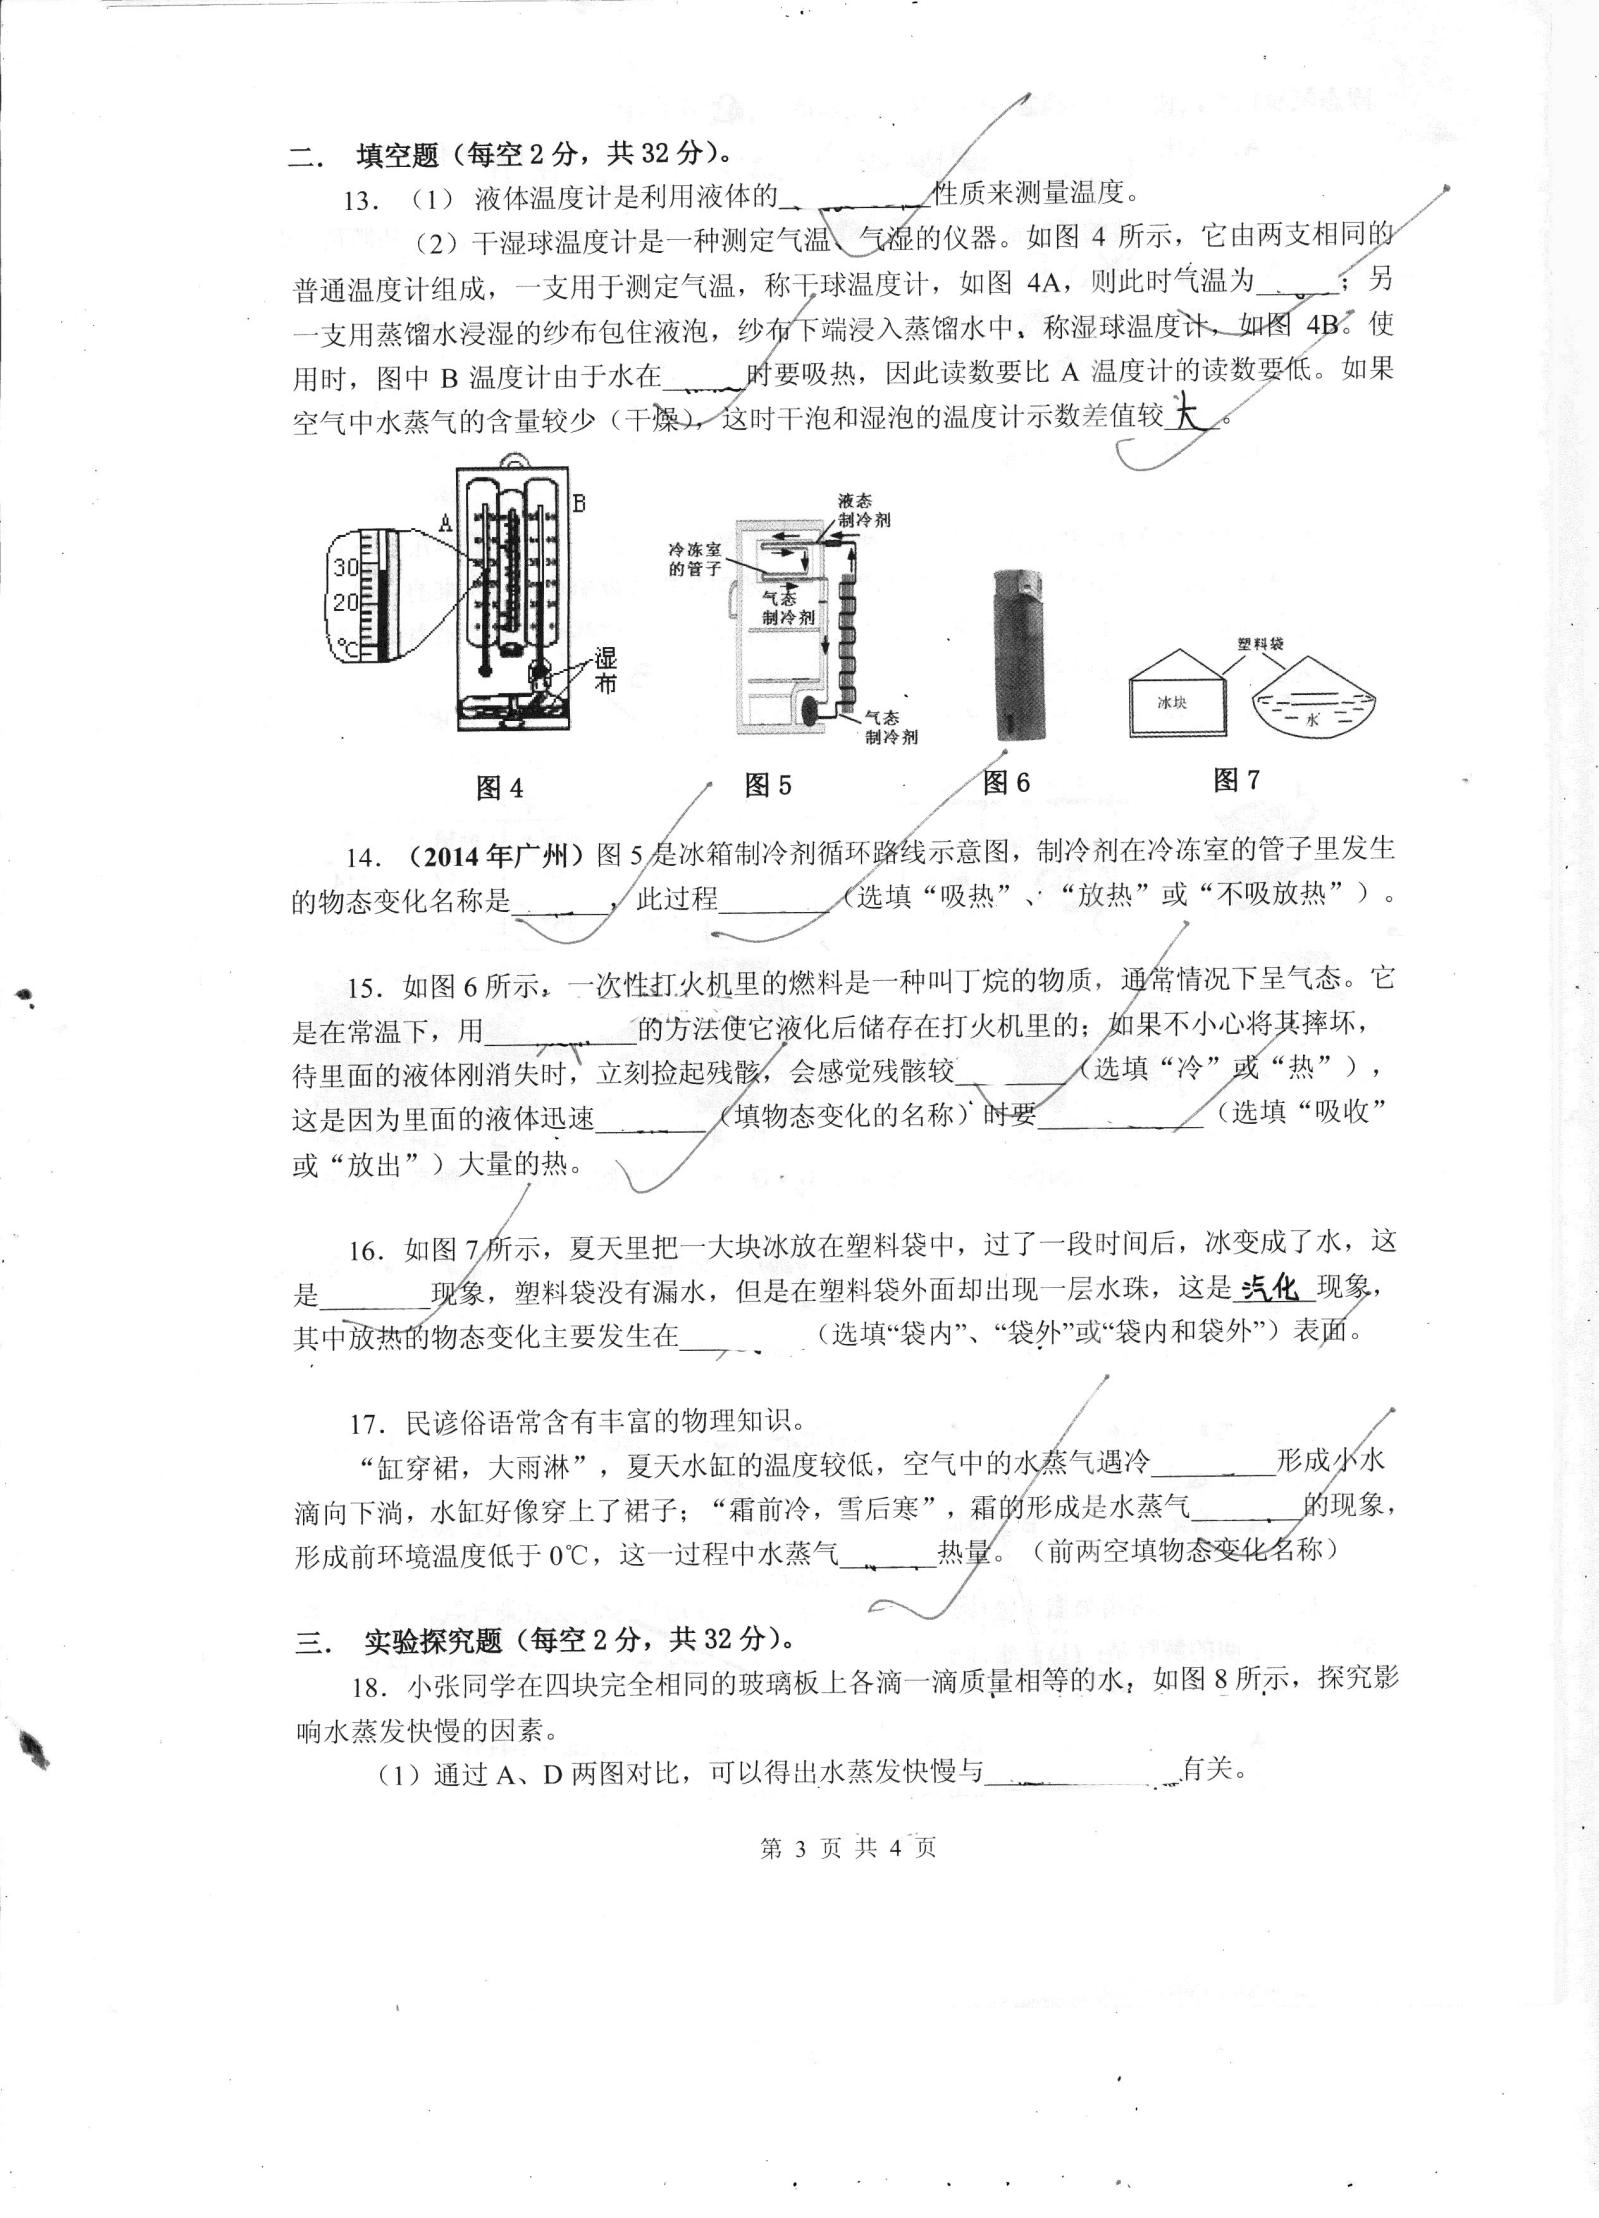 二． 填空题（每空2分，共32分）。
13．（1） 液体温度计是利用液体的________性质来测量温度。
（2）干湿球温度计是一种测定气温、气湿的仪器。如图 4 所示，它由两支相同的
普通温度计组成，一支用于测定气温，称干球温度计，如图 4A，则此时气温为______；另
一支用蒸馏水浸湿的纱布包住液泡，纱布下端浸入蒸馏水中，称湿球温度计，如图 4B。使
用时，图中 B 温度计由于水在______时要吸热，因此读数要比 A 温度计的读数要低。如果
空气中水蒸气的含量较少（干燥），这时干泡和湿泡的温度计示数差值较 大 。
A
B
30
20
℃
湿
布
液态
制冷剂
冷冻室
的管子
气态
制冷剂
气态
制冷剂
塑料袋
冰块
水
图 4
图 5
图 6
图 7
14．（2014 年广州）图 5 是冰箱制冷剂循环路线示意图，制冷剂在冷冻室的管子里发生
的物态变化名称是_______，此过程________（选填“吸热”、“放热”或“不吸放热”）。
15．如图 6 所示，一次性打火机里的燃料是一种叫丁烷的物质，通常情况下呈气态。它
是在常温下，用___________的方法使它液化后储存在打火机里的；如果不小心将其摔坏，
待里面的液体刚消失时，立刻捡起残骸，会感觉残骸较________（选填“冷”或“热”），
这是因为里面的液体迅速________（填物态变化的名称）时要____________（选填“吸收”
或“放出”）大量的热。
16．如图 7 所示，夏天里把一大块冰放在塑料袋中，过了一段时间后，冰变成了水，这
是________现象，塑料袋没有漏水，但是在塑料袋外面却出现一层水珠，这是 汽化 现象，
其中放热的物态变化主要发生在________（选填“袋内”、“袋外”或“袋内和袋外”）表面。
17．民谚俗语常含有丰富的物理知识。
“缸穿裙，大雨淋”，夏天水缸的温度较低，空气中的水蒸气遇冷_________形成小水
滴向下淌，水缸好像穿上了裙子；“霜前冷，雪后寒”，霜的形成是水蒸气________的现象，
形成前环境温度低于 0℃，这一过程中水蒸气_______热量。（前两空填物态变化名称）
三． 实验探究题（每空2分，共32分）。
18．小张同学在四块完全相同的玻璃板上各滴一滴质量相等的水，如图 8 所示，探究影
响水蒸发快慢的因素。
（1）通过 A、D 两图对比，可以得出水蒸发快慢与______________有关。
第 3 页 共 4 页